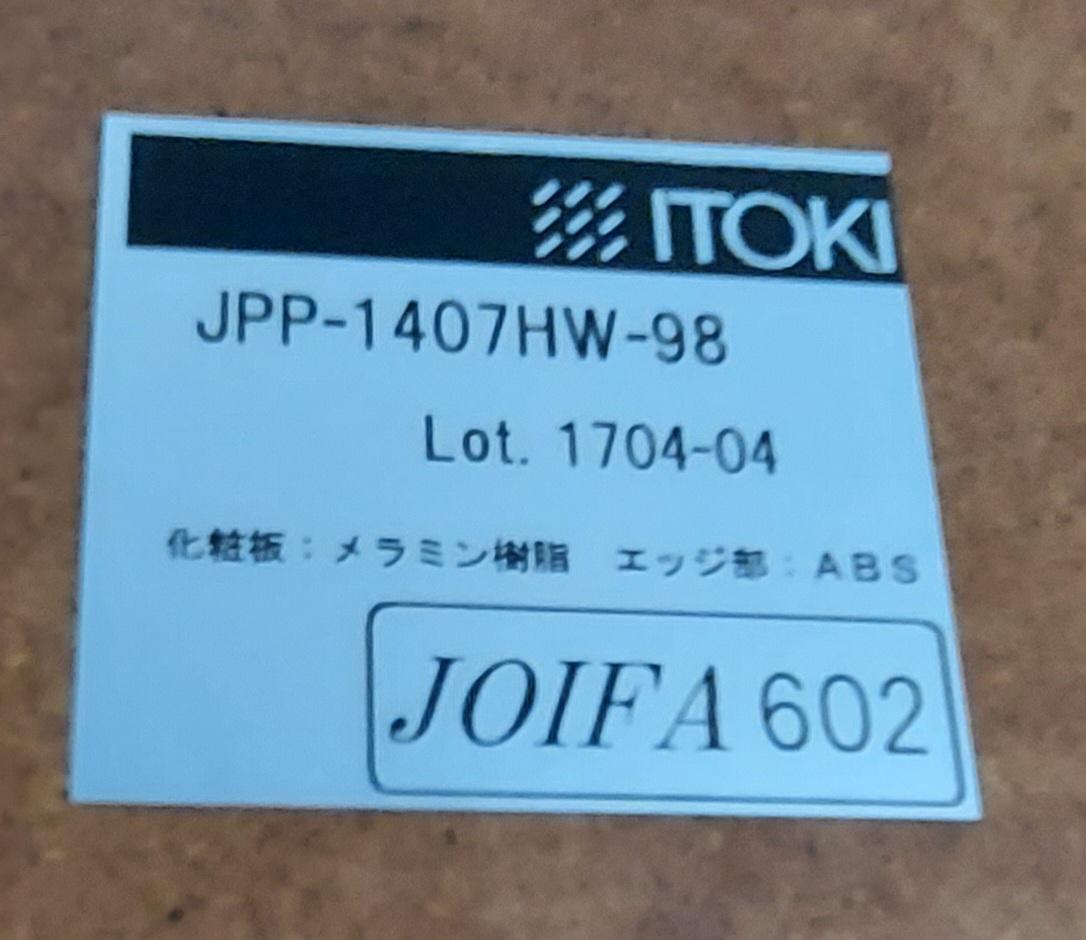 ITOKI
JPP-1407HW-98
Lot. 1704-04
化粧板：メラミン樹脂　エッジ部：ABS
JOIFA 602